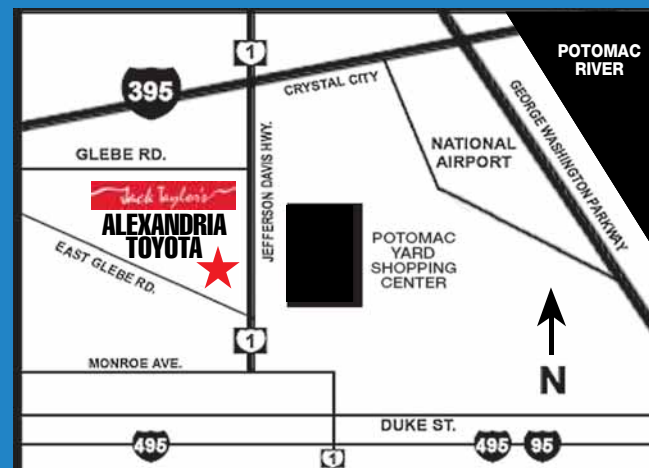 1
POTOMAC
RIVER
395
CRYSTAL CITY
JEFFERSON DAVIS HWY.
GEORGE WASHINGTON PARKWAY
NATIONAL
AIRPORT
GLEBE RD.
Jack Taylor's
ALEXANDRIA
TOYOTA
EAST GLEBE RD.
POTOMAC
YARD
SHOPPING
CENTER
1
MONROE AVE.
N
DUKE ST.
495
1
495
95